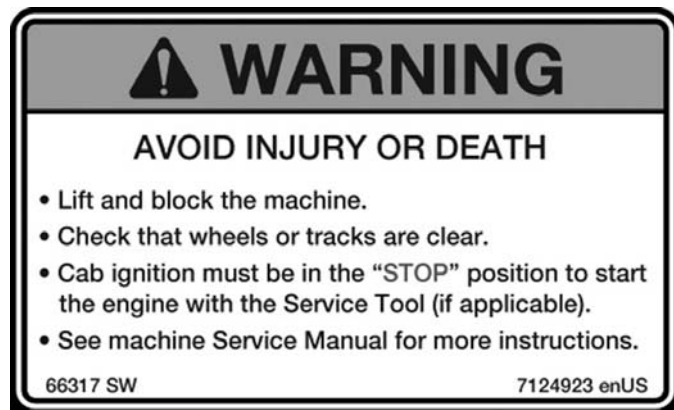 WARNING
AVOID INJURY OR DEATH
• Lift and block the machine.
• Check that wheels or tracks are clear.
• Cab ignition must be in the “STOP” position to start
the engine with the Service Tool (if applicable).
• See machine Service Manual for more instructions.
66317 SW 7124923 enUS